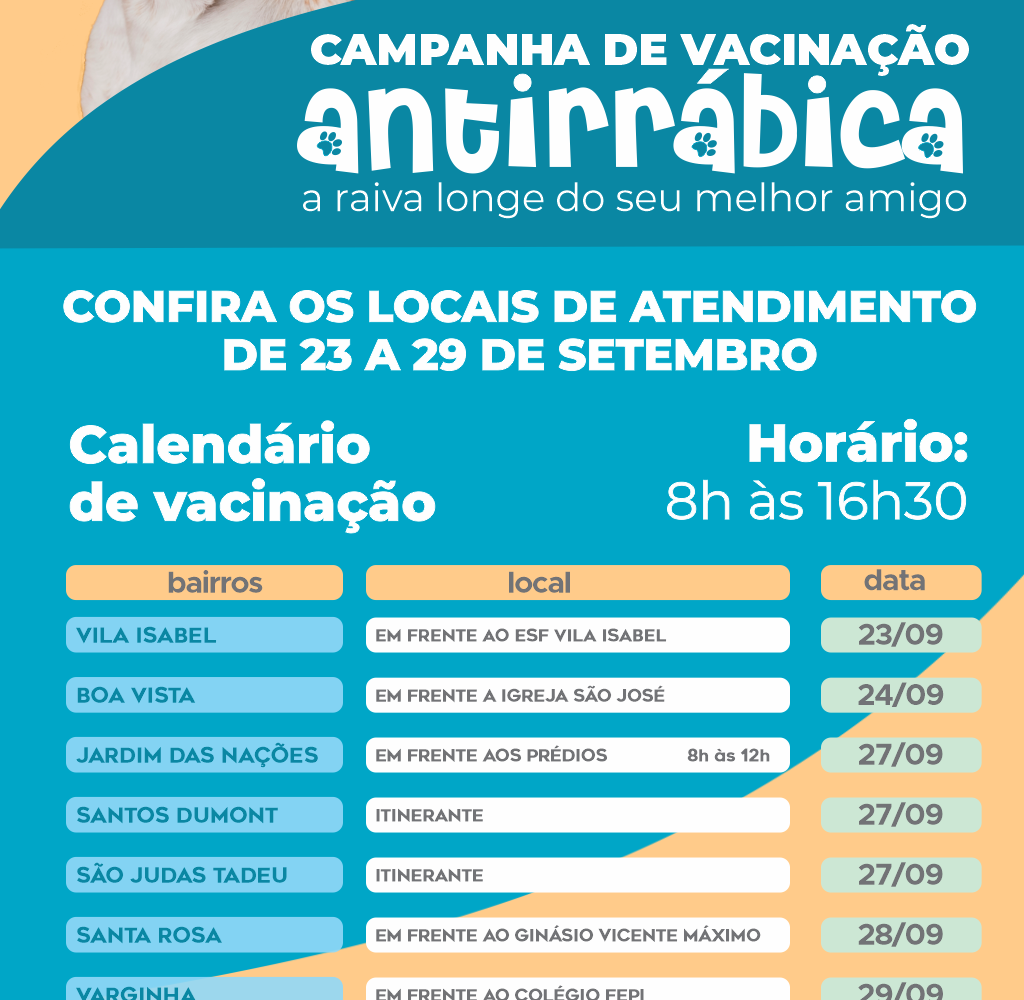 CAMPANHA DE VACINAÇÃO
antirrábica
a raiva longe do seu melhor amigo
CONFIRA OS LOCAIS DE ATENDIMENTO
DE 23 A 29 DE SETEMBRO
Calendário
de vacinação
Horário:
8h às 16h30
bairros local data
VILA ISABEL EM FRENTE AO ESF VILA ISABEL 23/09
BOA VISTA EM FRENTE A IGREJA SÃO JOSÉ 24/09
JARDIM DAS NAÇÕES EM FRENTE AOS PRÉDIOS 8h às 12h 27/09
SANTOS DUMONT ITINERANTE 27/09
SÃO JUDAS TADEU ITINERANTE 27/09
SANTA ROSA EM FRENTE AO GINÁSIO VICENTE MÁXIMO 28/09
VARGINHA EM FRENTE AO COLÉGIO FEPI 29/09